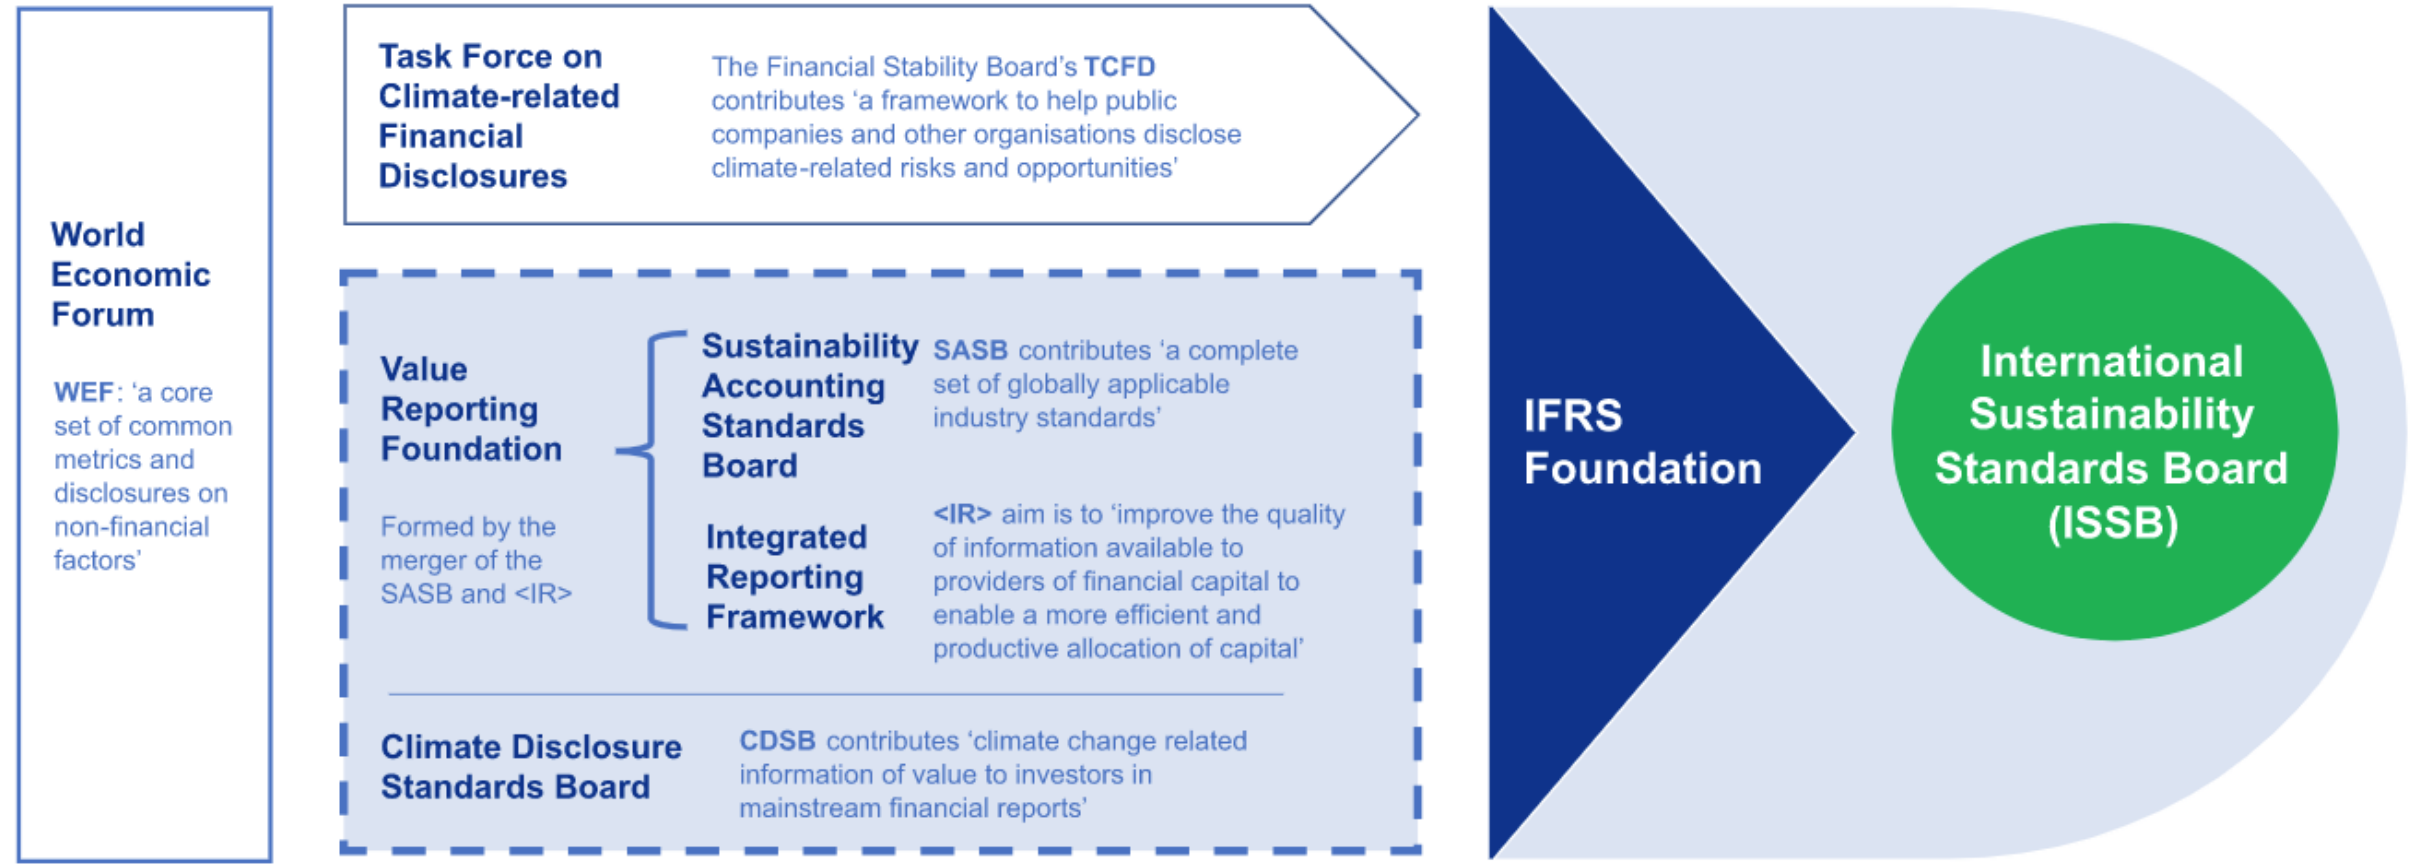 World
Economic
Forum
WEF: ‘a core
set of common
metrics and
disclosures on
non-financial
factors’
Task Force on
Climate-related
Financial
Disclosures
The Financial Stability Board’s TCFD
contributes ‘a framework to help public
companies and other organisations disclose
climate-related risks and opportunities’
Value
Reporting
Foundation
Formed by the
merger of the
SASB and <IR>
Sustainability
Accounting
Standards
Board
SASB contributes ‘a complete
set of globally applicable
industry standards’
Integrated
Reporting
Framework
<IR> aim is to ‘improve the quality
of information available to
providers of financial capital to
enable a more efficient and
productive allocation of capital’
Climate Disclosure
Standards Board
CDSB contributes ‘climate change related
information of value to investors in
mainstream financial reports’
IFRS
Foundation
International
Sustainability
Standards Board
(ISSB)